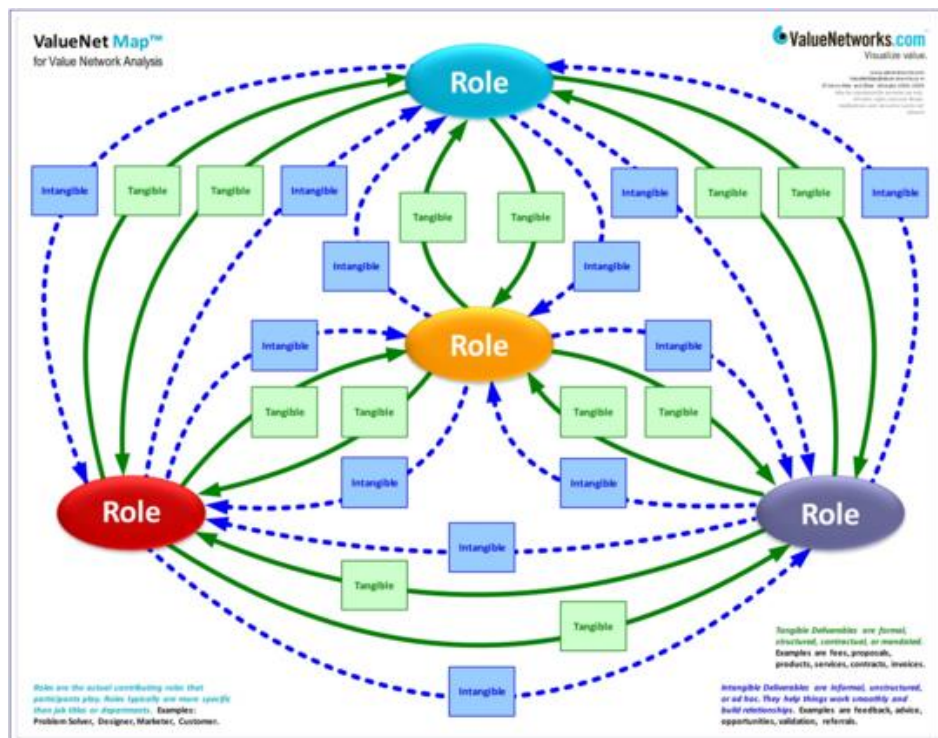 ValueNet Map™
for Value Network Analysis
ValueNetworks.com
Visualize value.
Role
Intangible
Tangible
Tangible
Intangible
Intangible
Tangible
Tangible
Intangible
Tangible
Tangible
Intangible
Intangible
Role
Intangible
Intangible
Tangible
Tangible
Tangible
Tangible
Intangible
Intangible
Role
Role
Intangible
Tangible
Tangible
Intangible
Tangible Deliverables are formal,
structured, contractual, or mandated.
Examples are fees, proposals,
products, services, contracts, invoices.
Roles are the actual contributing roles that
participants play. Roles typically are more specific
than job titles or departments. Examples:
Problem Solver, Designer, Marketer, Customer.
Intangible Deliverables are informal, unstructured,
or ad hoc. They help things work smoothly and
build relationships. Examples are feedback, advice,
opportunities, validation, referrals.